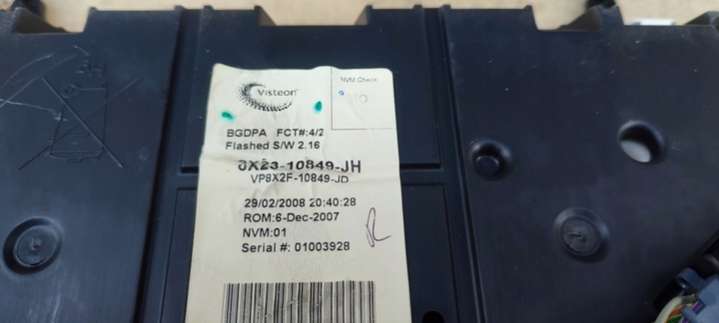 Visteon
NVM Check
BGDPA FCT#:4/2
Flashed S/W 2.16
8X23-10849-JH
VP8X2F-10849-JD
29/02/2008 20:40:28
ROM:6-Dec-2007
NVM:01
Serial #: 01003928
R